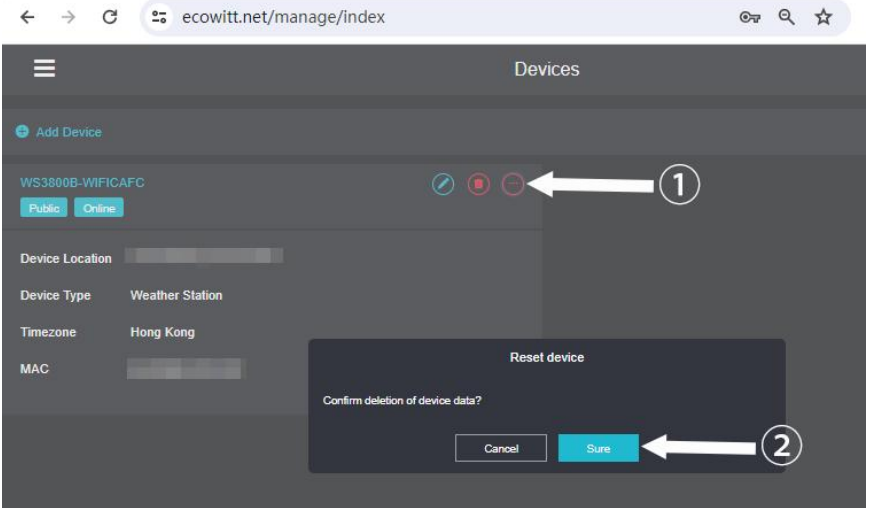 ecowitt.net/manage/index
Devices
Add Device
WS3800B-WIFICAFC
Public Online
1
Device Location
Device Type Weather Station
Timezone Hong Kong
MAC
Reset device
Confirm deletion of device data?
Cancel Sure
2